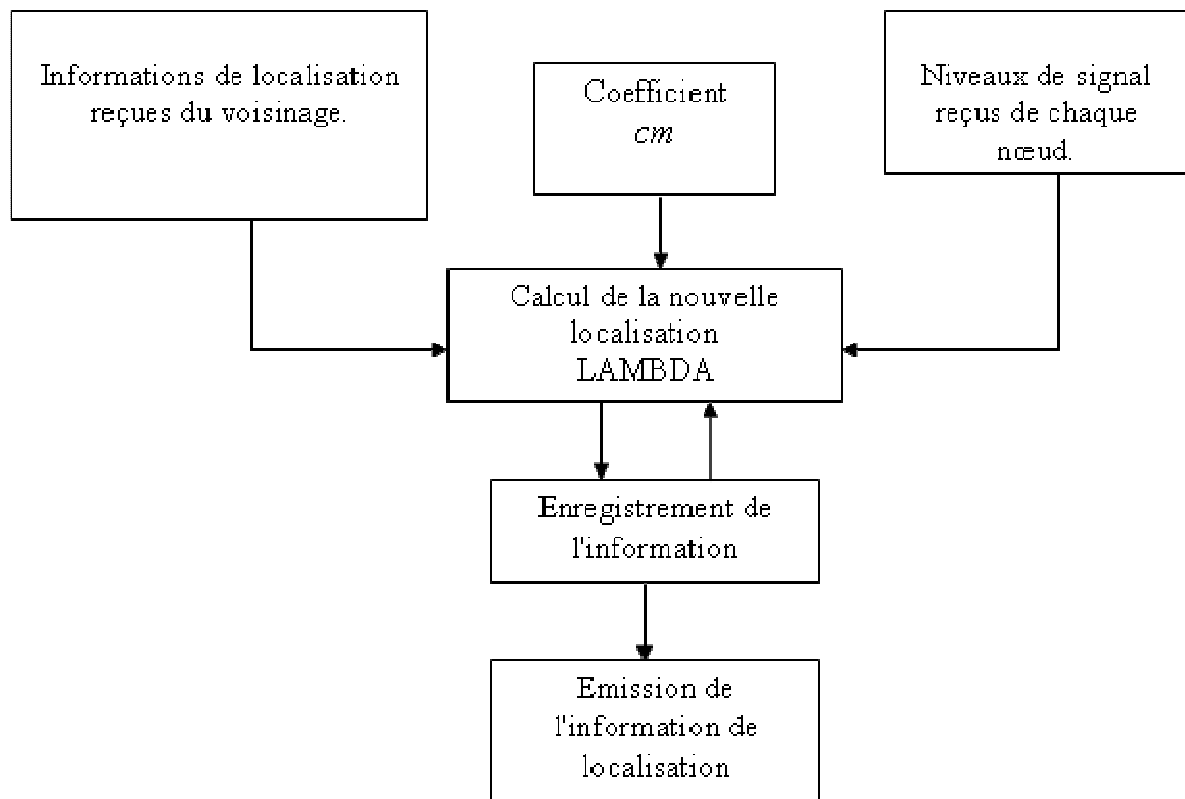 Informations de localisation
reçues du voisinage.
Coefficient
cm
Niveaux de signal
reçus de chaque
nœud.
Calcul de la nouvelle
localisation
LAMBDA
Enregistrement de
l'information
Emission de
l'information de
localisation